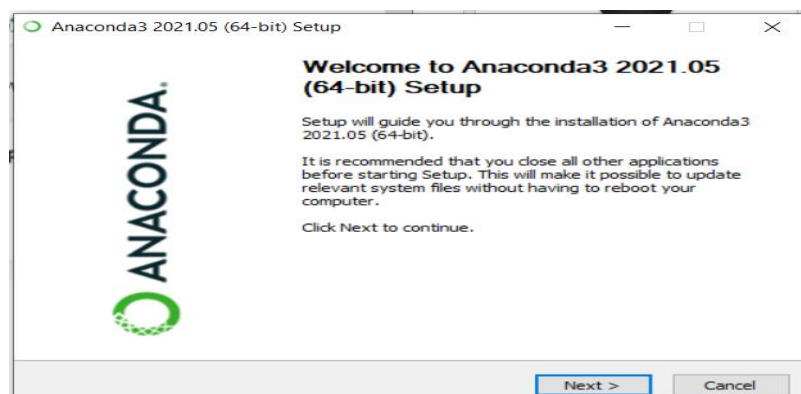 Anaconda3 2021.05 (64-bit) Setup
Welcome to Anaconda3 2021.05
(64-bit) Setup
Setup will guide you through the installation of Anaconda3
2021.05 (64-bit).
It is recommended that you close all other applications
before starting Setup. This will make it possible to update
relevant system files without having to reboot your
computer.
Click Next to continue.
ANACONDA.
Next >
Cancel